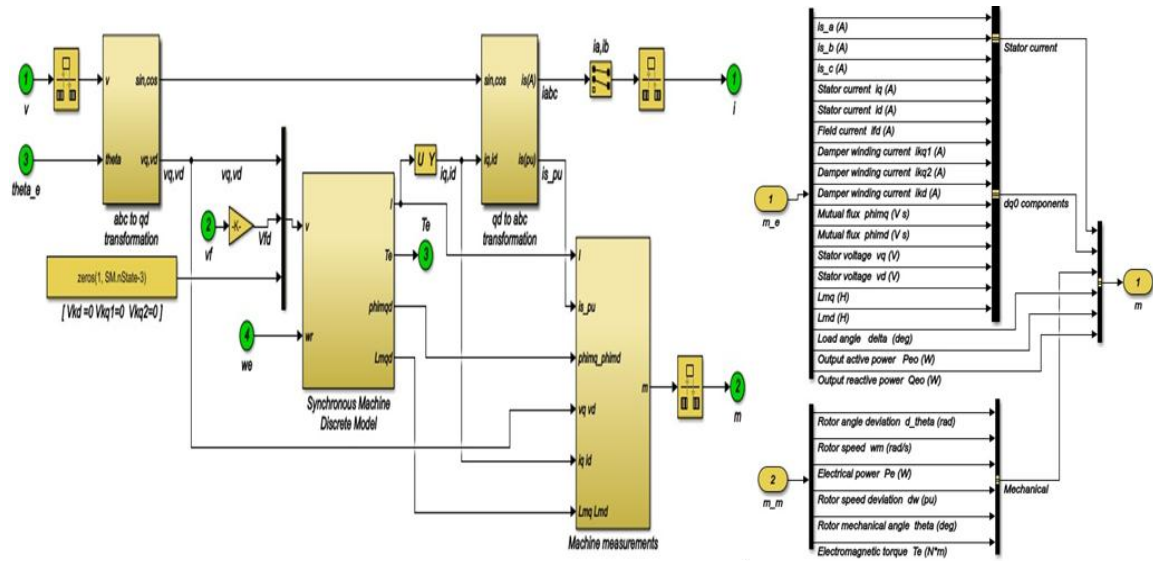 1
v
3
theta_e
v
theta
sin,cos
vq,vd
abc to qd
transformation
vq,vd
vq,vd
2
vf
-K-
Vfd
zeros(1, SM.nState-3)
[ Vkd =0 Vkq1=0 Vkq2=0 ]
4
we
v
wr
I
Te
phimqd
Lmqd
Synchronous Machine
Discrete Model
U Y
iq,id
Te
3
sin,cos
iq,id
is(A)
is(pu)
qd to abc
transformation
iabc
is_pu
ia,ib
1
i
I
is_pu
phimq_phimd
vq vd
iq id
Lmq Lmd
m
Machine measurements
2
m
1
m_e
is_a (A)
is_b (A)
is_c (A)
Stator current iq (A)
Stator current id (A)
Field current Ifd (A)
Damper winding current ikq1 (A)
Damper winding current ikq2 (A)
Damper winding current ikd (A)
Mutual flux phimq (V s)
Mutual flux phimd (V s)
Stator voltage vq (V)
Stator voltage vd (V)
Lmq (H)
Lmd (H)
Load angle delta (deg)
Output active power Peo (W)
Output reactive power Qeo (W)
Stator current
dq0 components
1
m
2
m_m
Rotor angle deviation d_theta (rad)
Rotor speed wm (rad/s)
Electrical power Pe (W)
Rotor speed deviation dw (pu)
Rotor mechanical angle theta (deg)
Electromagnetic torque Te (N*m)
Mechanical